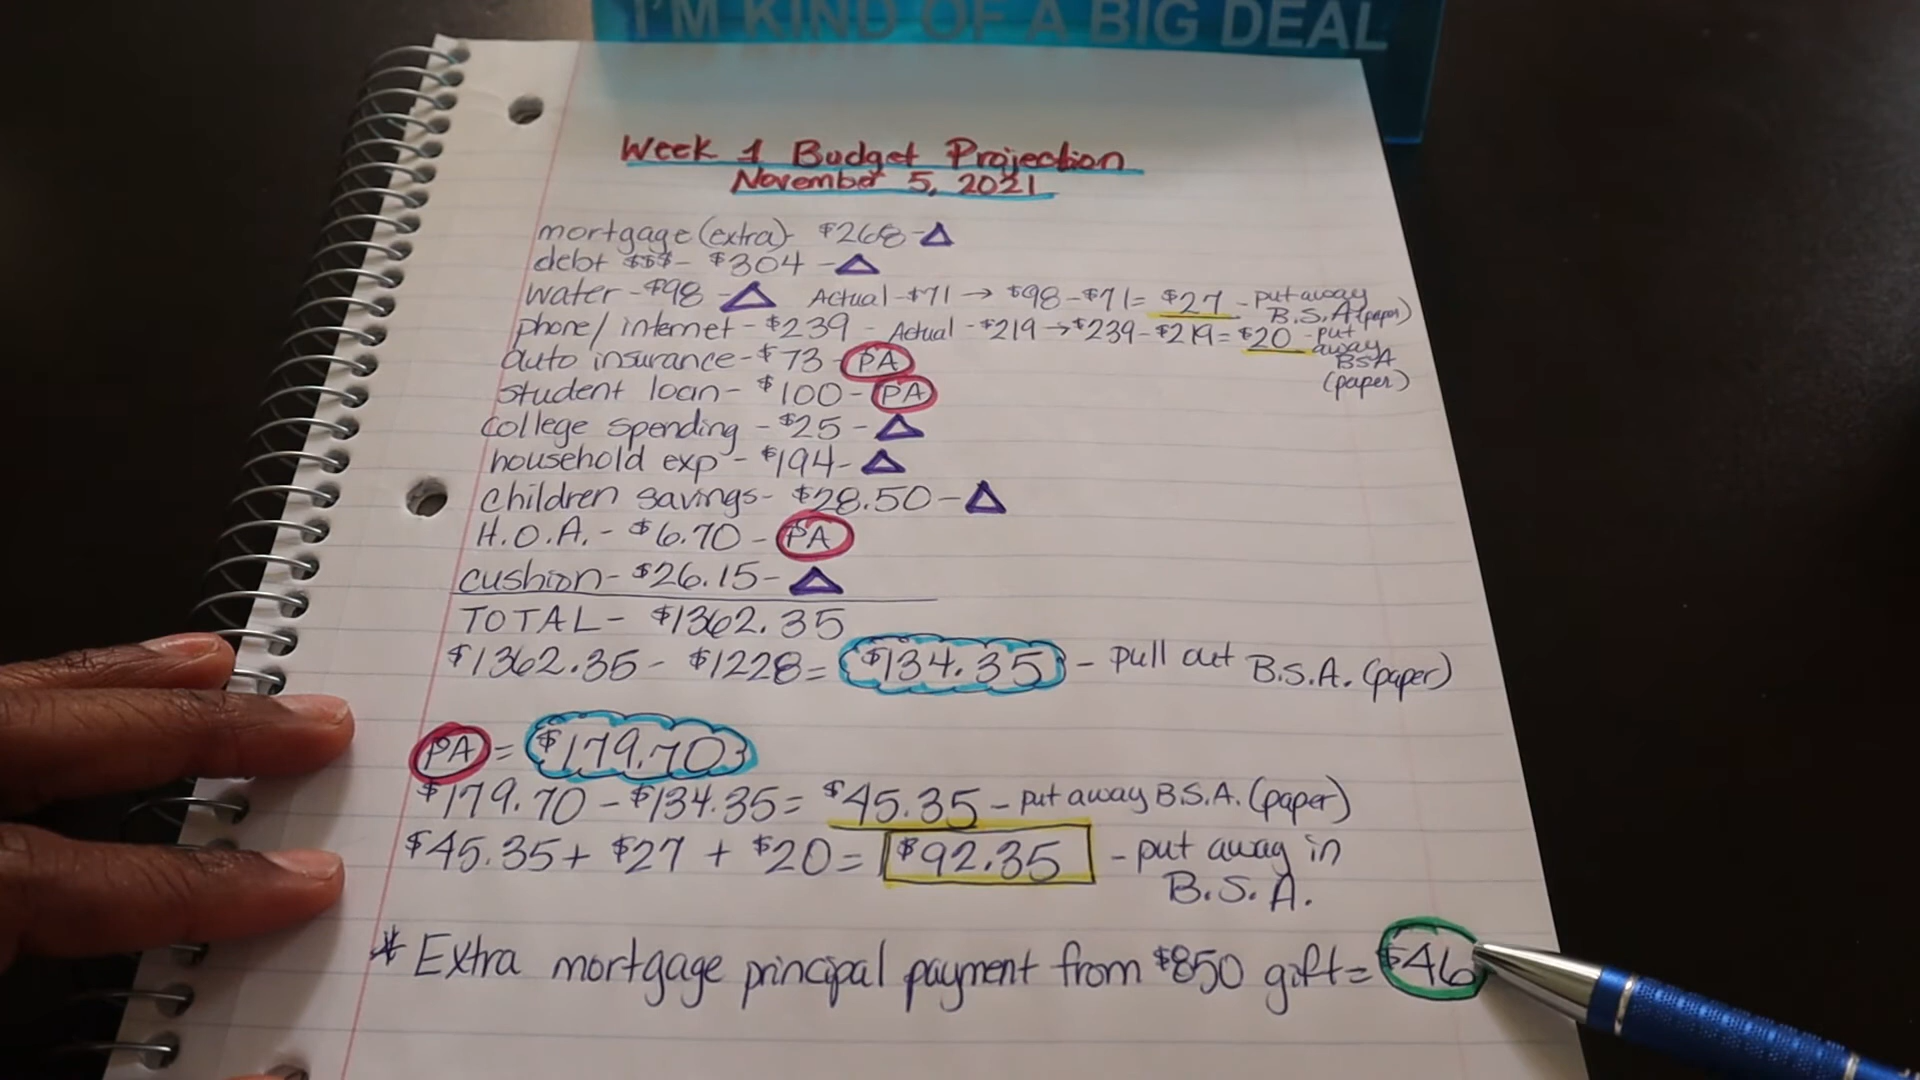 I'M KIND OF A BIG DEAL
Week 1 Budget Projection
November 5, 2021
mortgage (extra)- $268-△
debt $$$- $304 -△
water-$98 -△ Actual-$71 → $98-$71= $27 - put away B.S.A (paper)
phone/internet-$239 - Actual -$219 →$239-$219= $20 - put away BSA (paper)
auto insurance-$73 -PA
student loan- $100-PA
college spending -$25-△
household exp - $194-△
children savings- $28.50-△
H.O.A. - $6.70 - PA
cushion- $26.15-△
TOTAL- $1362.35
$1362.35 - $1228= $134.35 - pull out B.S.A. (paper)
PA = $179.70
$179.70 - $134.35= $45.35 - put away B.S.A. (paper)
$45.35+ $27 + $20= $92.35 - put away in B.S.A.
* Extra mortgage principal payment from $850 gift= $46